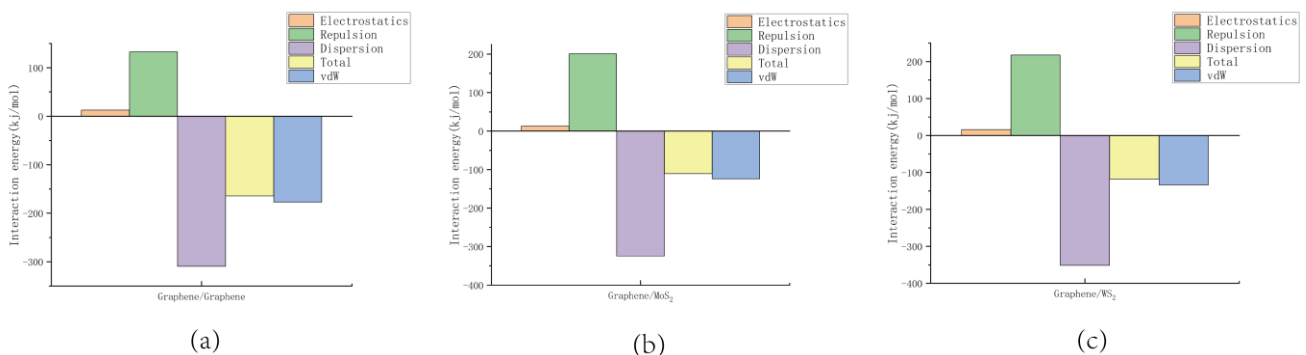 Electrostatics
Repulsion
Dispersion
Total
vdW
Interaction energy(kj/mol)
100
0
-100
-200
-300
Graphene/Graphene
(a)
Electrostatics
Repulsion
Dispersion
Total
vdW
Interaction energy(kj/mol)
200
100
0
-100
-200
-300
-400
Graphene/MoS₂
(b)
Electrostatics
Repulsion
Dispersion
Total
vdW
Interaction energy(kj/mol)
200
100
0
-100
-200
-300
-400
Graphene/WS₂
(c)